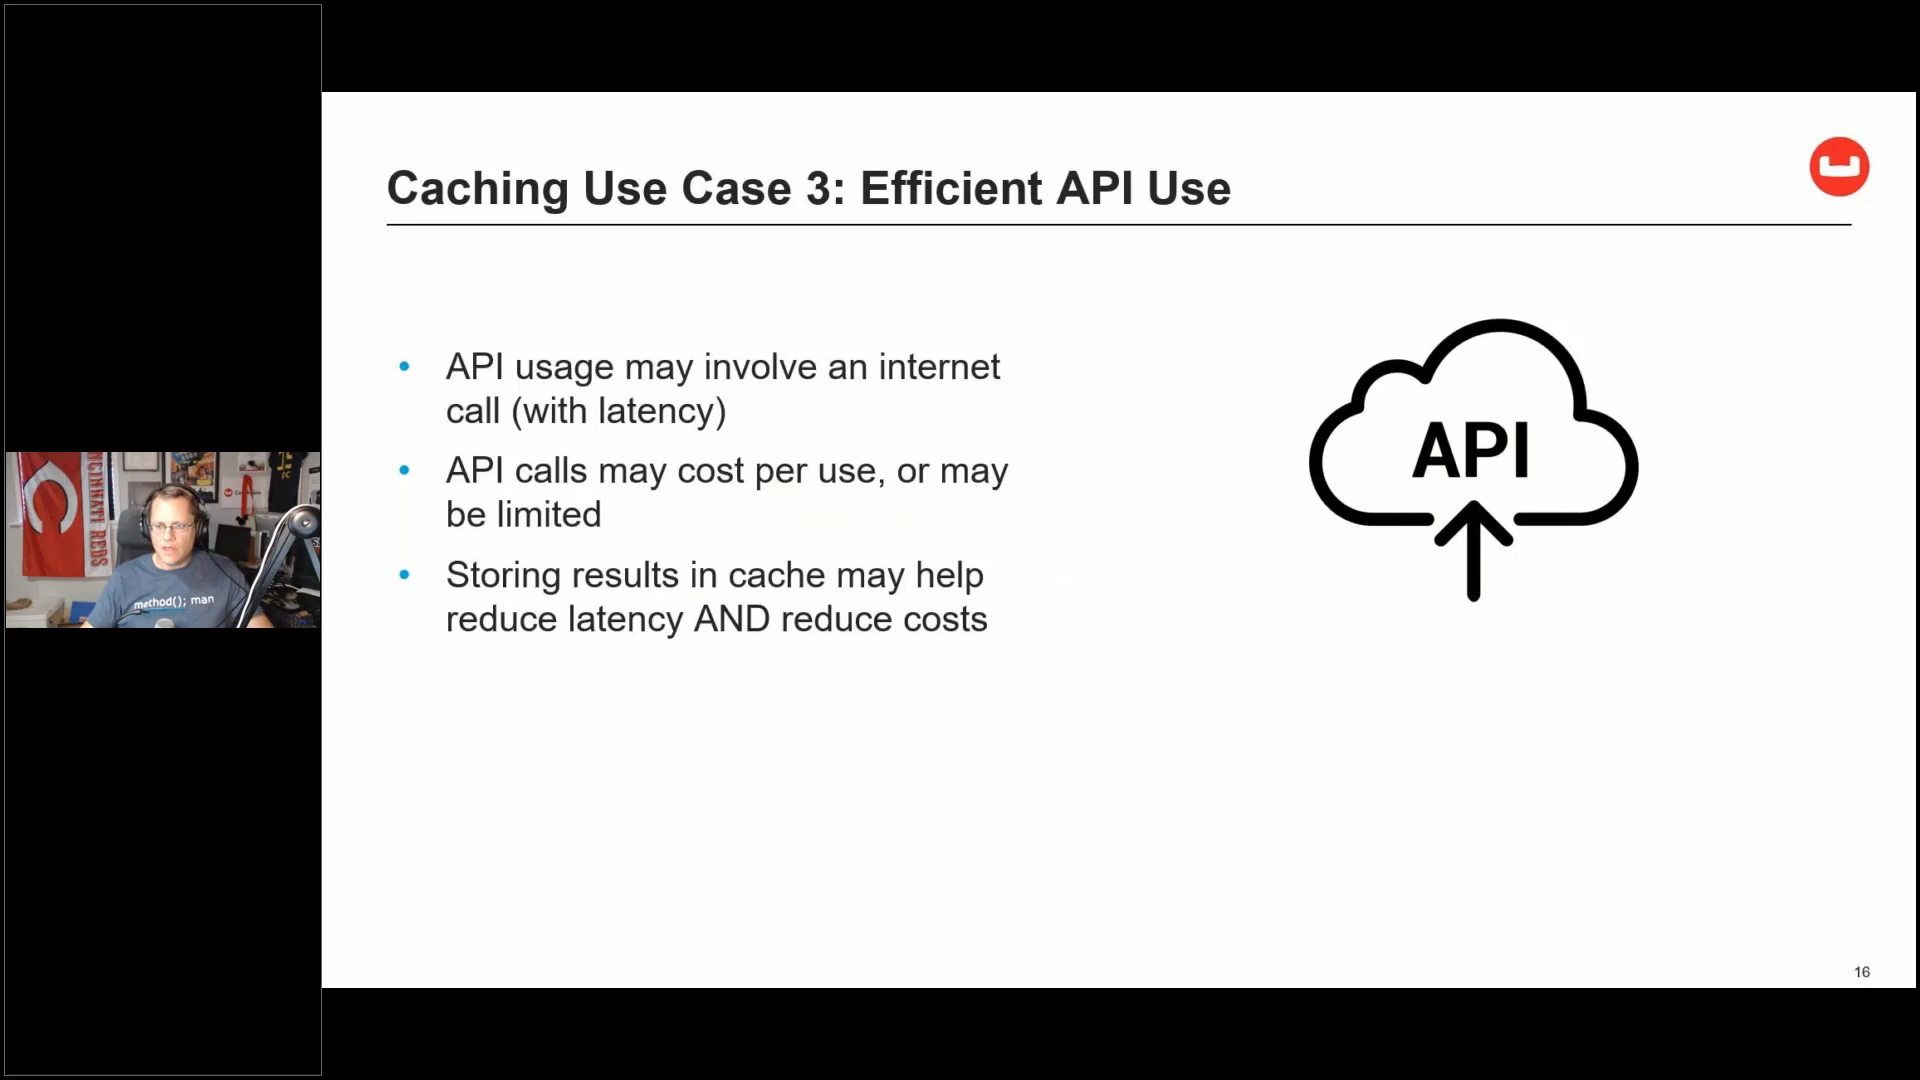 Caching Use Case 3: Efficient API Use
API usage may involve an internet
call (with latency)
API calls may cost per use, or may
be limited
Storing results in cache may help
reduce latency AND reduce costs
API
16
CINCINNATI REDS
method(); man